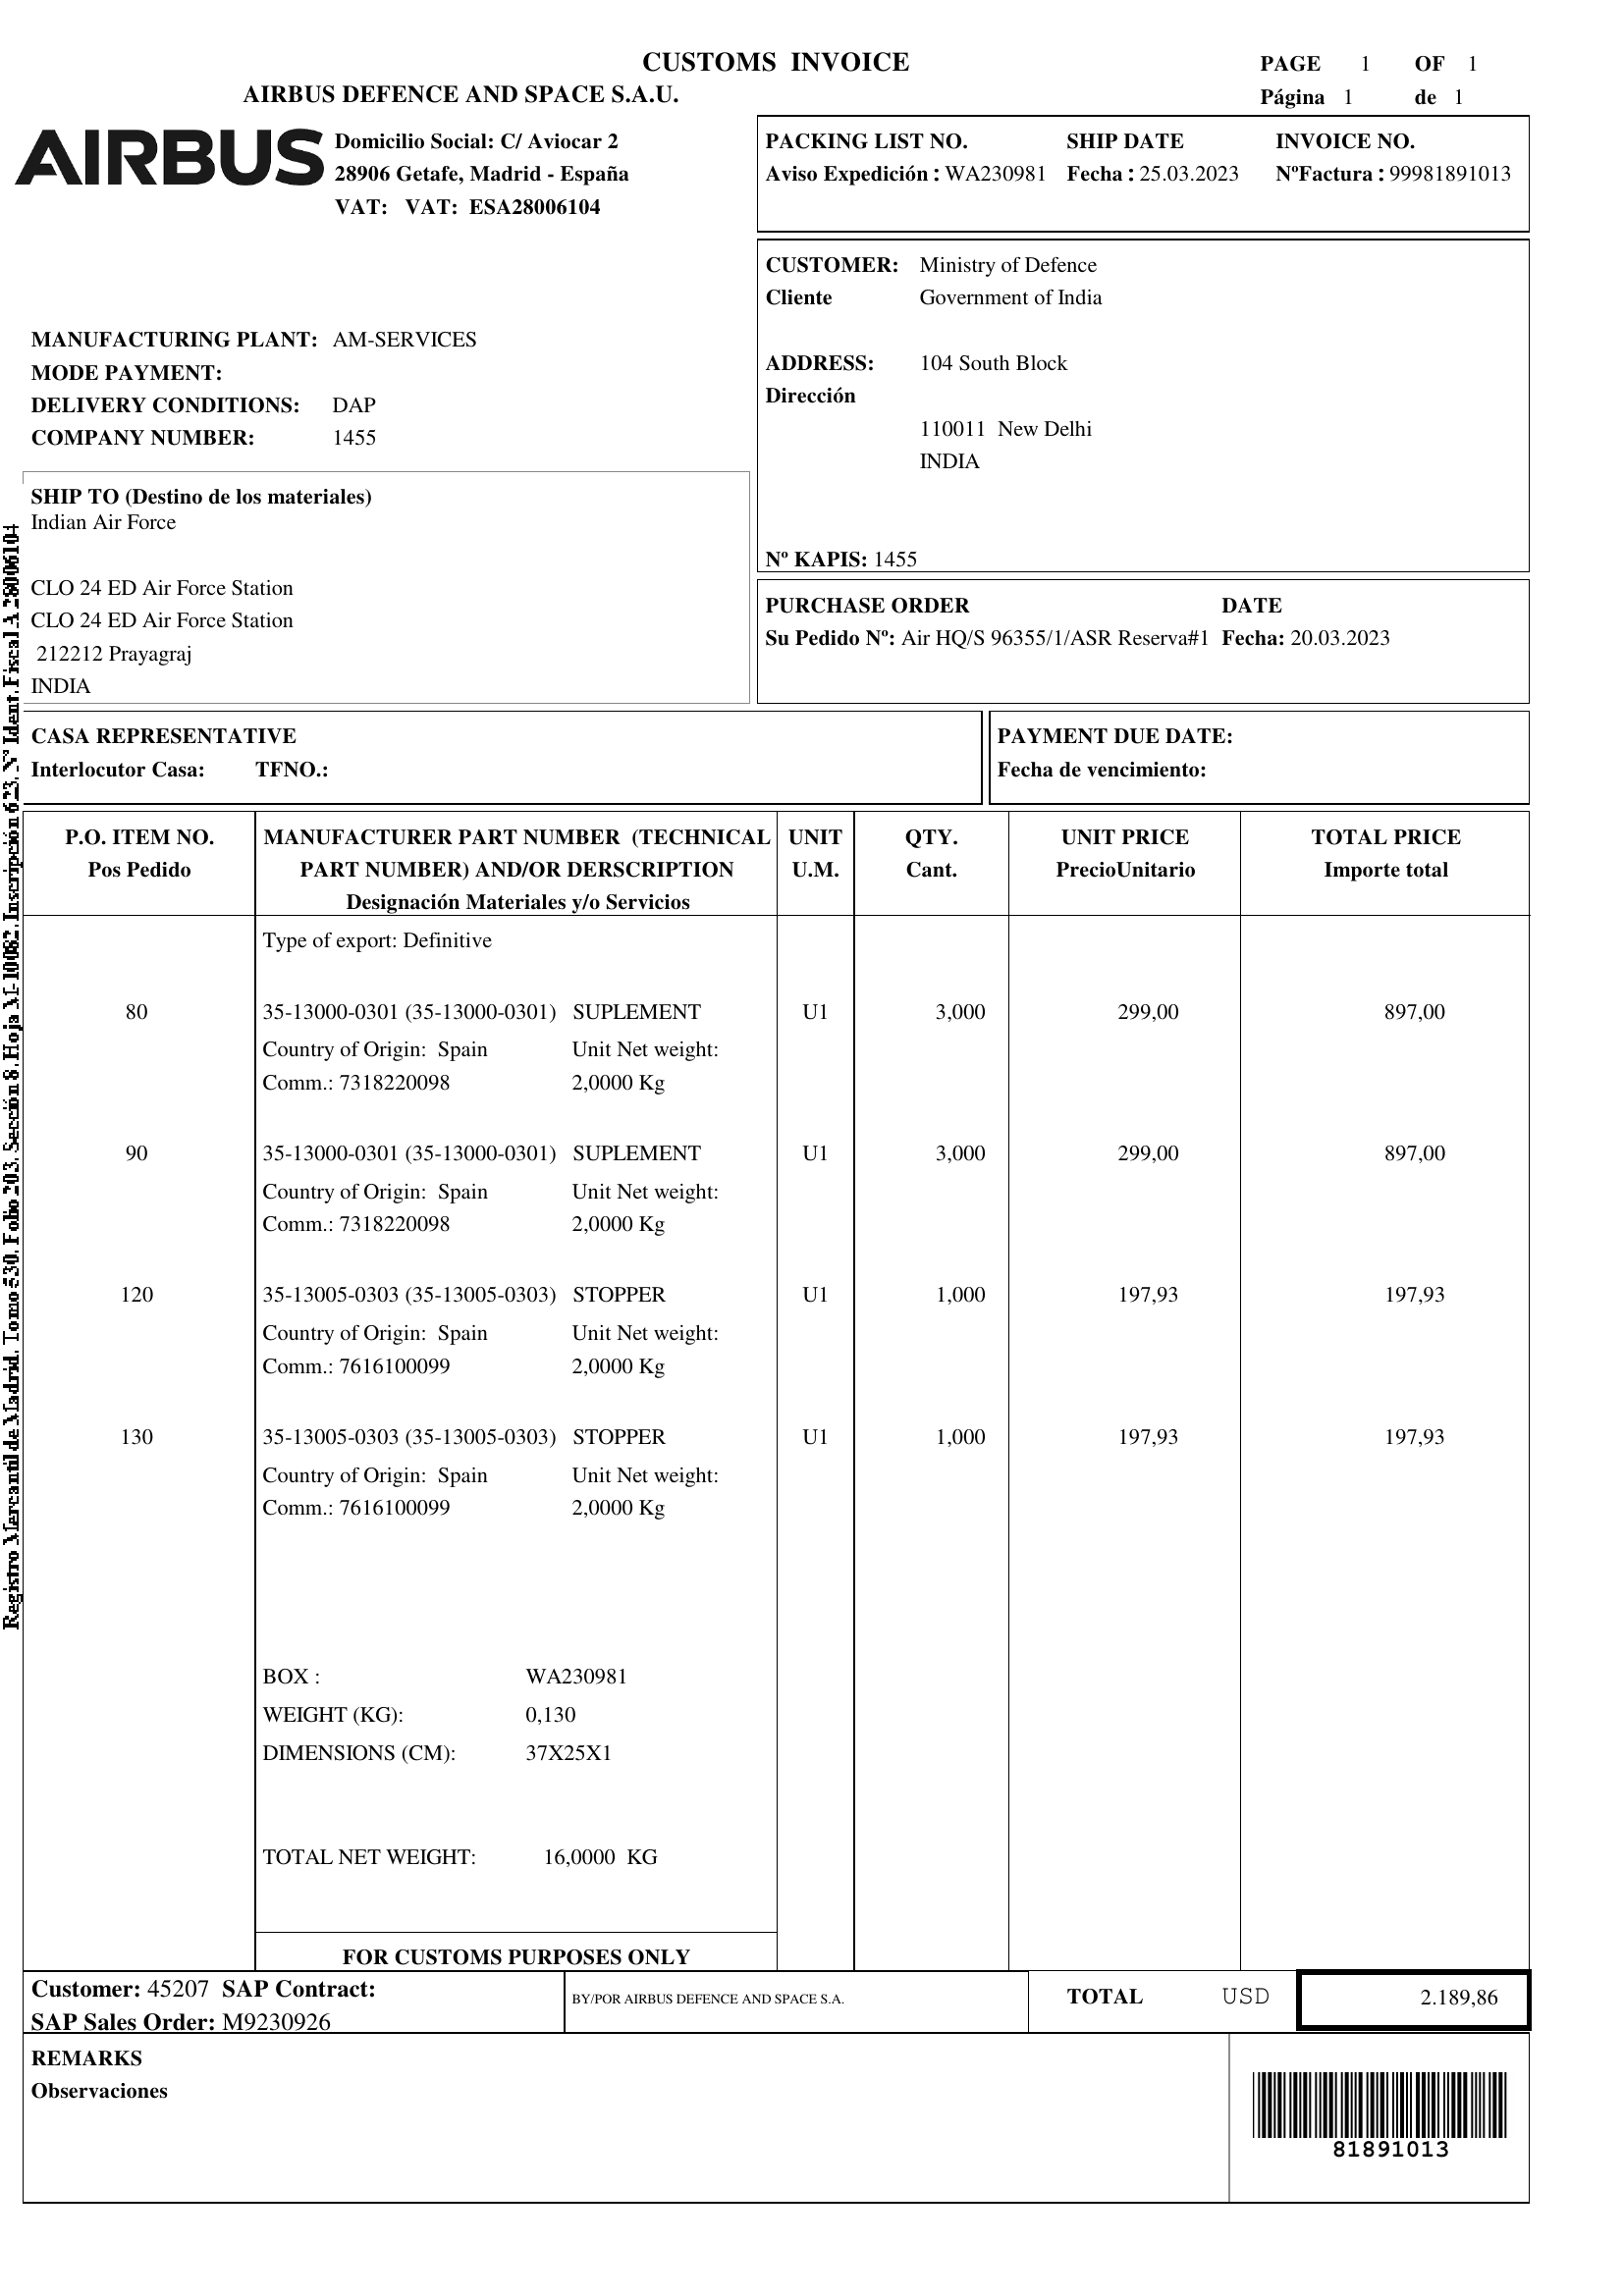 CUSTOMS INVOICE
PAGE 1 OF 1
AIRBUS DEFENCE AND SPACE S.A.U.
Página 1 de 1
AIRBUS
Domicilio Social: C/ Aviocar 2
28906 Getafe, Madrid - España
VAT: VAT: ESA28006104
PACKING LIST NO. SHIP DATE INVOICE NO.
Aviso Expedición : WA230981 Fecha : 25.03.2023 NºFactura : 99981891013
MANUFACTURING PLANT: AM-SERVICES
MODE PAYMENT:
DELIVERY CONDITIONS: DAP
COMPANY NUMBER: 1455
CUSTOMER: Ministry of Defence
Cliente Government of India
ADDRESS: 104 South Block
Dirección
110011 New Delhi
INDIA
Nº KAPIS: 1455
SHIP TO (Destino de los materiales)
Indian Air Force
CLO 24 ED Air Force Station
CLO 24 ED Air Force Station
212212 Prayagraj
INDIA
PURCHASE ORDER DATE
Su Pedido Nº: Air HQ/S 96355/1/ASR Reserva#1 Fecha: 20.03.2023
CASA REPRESENTATIVE
Interlocutor Casa: TFNO.:
PAYMENT DUE DATE:
Fecha de vencimiento:
P.O. ITEM NO. MANUFACTURER PART NUMBER (TECHNICAL UNIT QTY. UNIT PRICE TOTAL PRICE
Pos Pedido PART NUMBER) AND/OR DERSCRIPTION U.M. Cant. PrecioUnitario Importe total
Designación Materiales y/o Servicios
Type of export: Definitive
80 35-13000-0301 (35-13000-0301) SUPLEMENT U1 3,000 299,00 897,00
Country of Origin: Spain Unit Net weight:
Comm.: 7318220098 2,0000 Kg
90 35-13000-0301 (35-13000-0301) SUPLEMENT U1 3,000 299,00 897,00
Country of Origin: Spain Unit Net weight:
Comm.: 7318220098 2,0000 Kg
120 35-13005-0303 (35-13005-0303) STOPPER U1 1,000 197,93 197,93
Country of Origin: Spain Unit Net weight:
Comm.: 7616100099 2,0000 Kg
130 35-13005-0303 (35-13005-0303) STOPPER U1 1,000 197,93 197,93
Country of Origin: Spain Unit Net weight:
Comm.: 7616100099 2,0000 Kg
BOX : WA230981
WEIGHT (KG): 0,130
DIMENSIONS (CM): 37X25X1
TOTAL NET WEIGHT: 16,0000 KG
FOR CUSTOMS PURPOSES ONLY
Customer: 45207 SAP Contract:
SAP Sales Order: M9230926
BY/POR AIRBUS DEFENCE AND SPACE S.A.
TOTAL USD 2.189,86
REMARKS
Observaciones
81891013
Registro Mercantil de Madrid, Tomo 530, Folio 203, Sección 8, Hoja M-10082, Inscripción 623, Nº Ident. Fiscal A 28006104